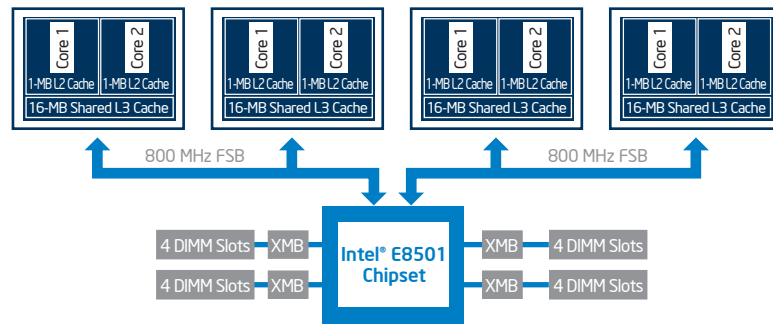 Core 1
Core 2
1-MB L2 Cache
1-MB L2 Cache
16-MB Shared L3 Cache
Core 1
Core 2
1-MB L2 Cache
1-MB L2 Cache
16-MB Shared L3 Cache
Core 1
Core 2
1-MB L2 Cache
1-MB L2 Cache
16-MB Shared L3 Cache
Core 1
Core 2
1-MB L2 Cache
1-MB L2 Cache
16-MB Shared L3 Cache
800 MHz FSB
800 MHz FSB
4 DIMM Slots
XMB
Intel® E8501
Chipset
XMB
4 DIMM Slots
4 DIMM Slots
XMB
XMB
4 DIMM Slots